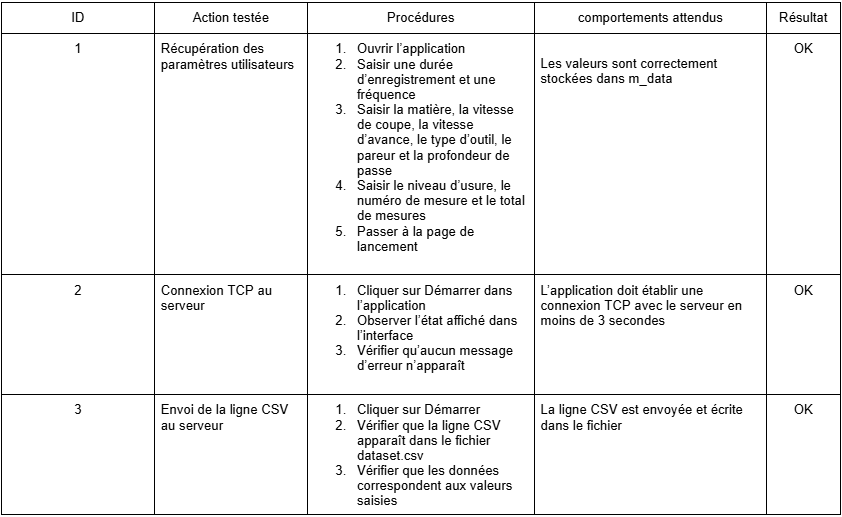 ID Action testée Procédures comportements attendus Résultat
1 Récupération des paramètres utilisateurs
1. Ouvrir l'application
2. Saisir une durée
d'enregistrement et une
fréquence
3. Saisir la matière, la vitesse
de coupe, la vitesse
d'avance, le type d'outil, le
pareur et la profondeur de
passe
4. Saisir le niveau d'usure, le
numéro de mesure et le total
de mesures
5. Passer à la page de
lancement
Les valeurs sont correctement
stockées dans m_data
OK
2 Connexion TCP au
serveur
1. Cliquer sur Démarrer dans
l'application
2. Observer l'état affiché dans
l'interface
3. Vérifier qu'aucun message
d'erreur n'apparaît
L'application doit établir une
connexion TCP avec le serveur en
moins de 3 secondes
OK
3 Envoi de la ligne CSV
au serveur
1. Cliquer sur Démarrer
2. Vérifier que la ligne CSV
apparaît dans le fichier
dataset.csv
3. Vérifier que les données
correspondent aux valeurs
saisies
La ligne CSV est envoyée et écrite
dans le fichier
OK